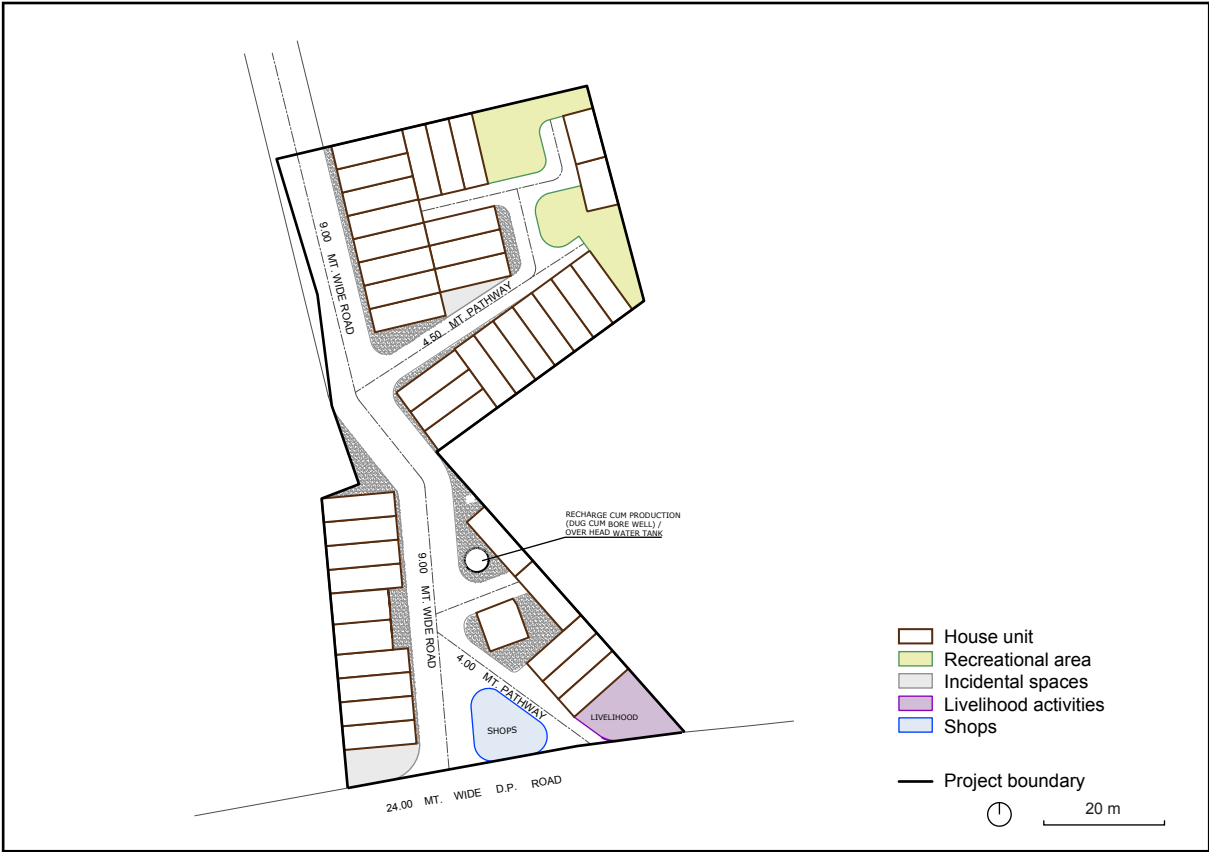 9.00 MT. WIDE ROAD
4.50 MT. PATHWAY
RECHARGE CUM PRODUCTION
(DUG CUM BORE WELL) /
OVER HEAD WATER TANK
9.00 MT. WIDE ROAD
4.00 MT. PATHWAY
LIVELIHOOD
SHOPS
24.00 MT. WIDE D.P. ROAD
House unit
Recreational area
Incidental spaces
Livelihood activities
Shops
Project boundary
20 m